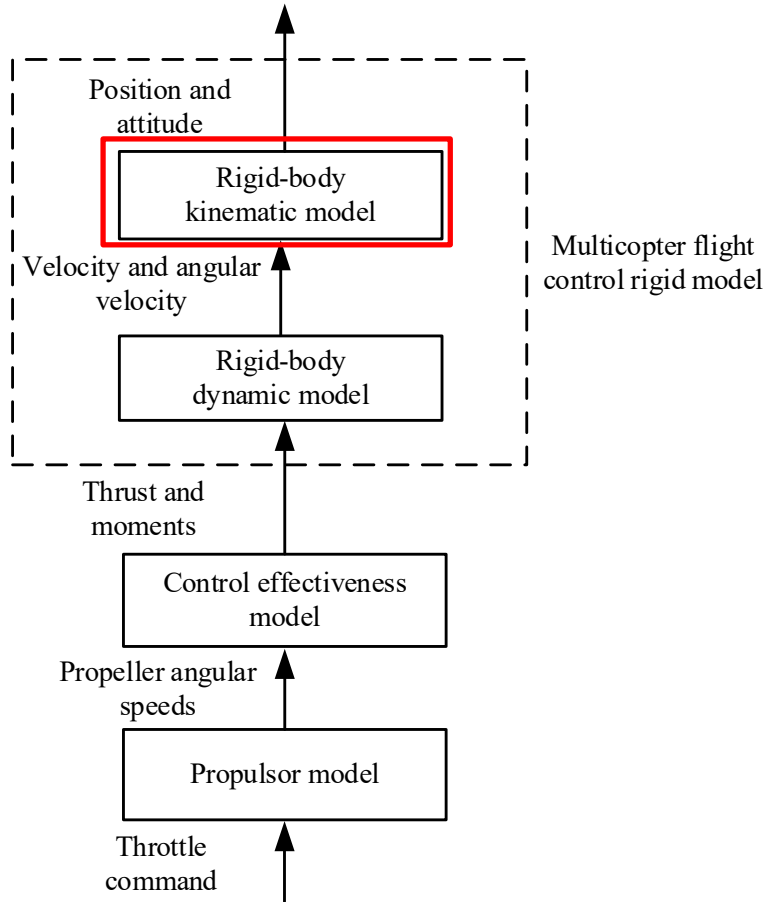 Position and
attitude
Rigid-body
kinematic model
Velocity and angular
velocity
Multicopter flight
control rigid model
Rigid-body
dynamic model
Thrust and
moments
Control effectiveness
model
Propeller angular
speeds
Propulsor model
Throttle
command